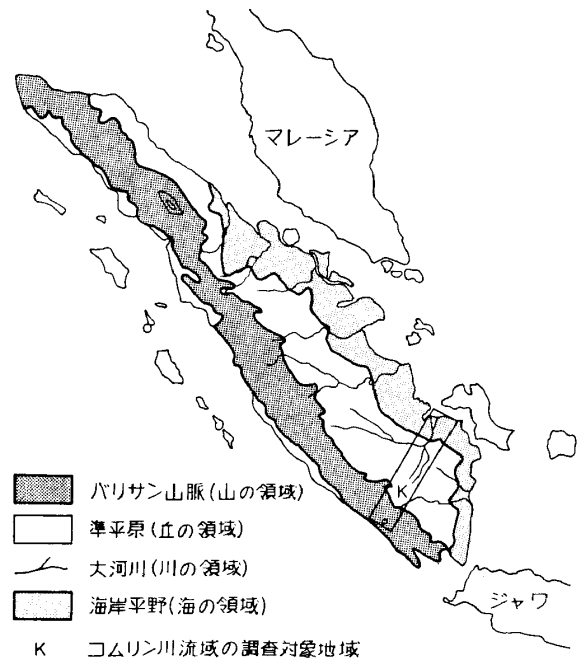 マレーシア
K
バリサン山脈(山の領域)
準平原(丘の領域)
大河川(川の領域)
海岸平野(海の領域)
ジャワ
K コムリン川流域の調査対象地域